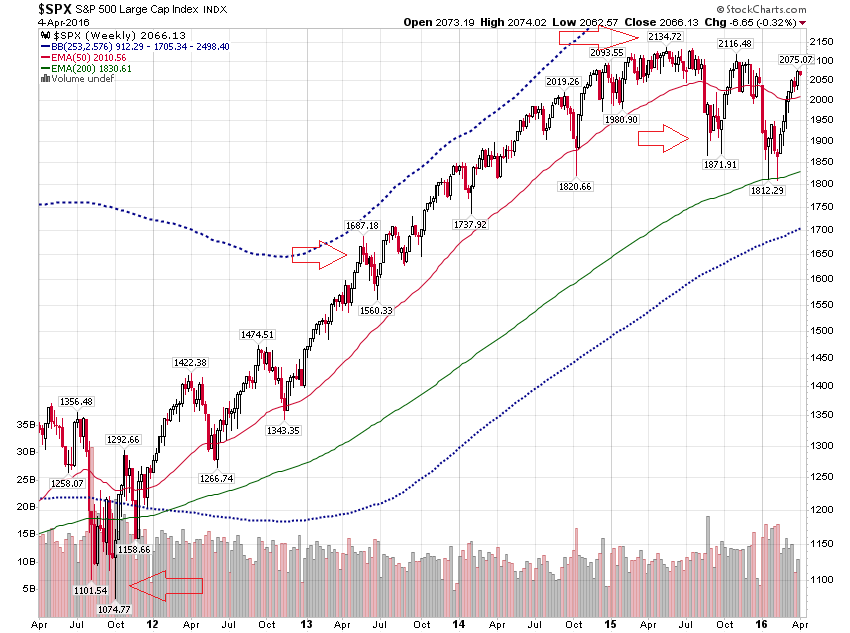 $SPX S&P 500 Large Cap Index INDX
© StockCharts.com
4-Apr-2016
Open 2073.19 High 2074.02 Low 2062.57 Close 2066.13 Chg -6.65 (-0.32%)
$SPX (Weekly) 2066.13
BB(253,2.576) 912.29 - 1705.34 - 2498.40
EMA(50) 2010.56
EMA(200) 1830.61
Volume undef
2134.72
2116.48
2093.55
2075.07
2019.26
1980.90
1871.91
1820.66
1812.29
1737.92
1687.18
1560.33
1474.51
1422.38
1343.35
1356.48
1292.66
1266.74
1258.07
1158.66
1101.54
1074.77
2150
2100
2050
2000
1950
1900
1850
1800
1750
1700
1650
1600
1550
1500
1450
1400
1350
1300
1250
1200
1150
1100
35B
30B
25B
20B
15B
10B
5B
Apr Jul Oct 12 Apr Jul Oct 13 Apr Jul Oct 14 Apr Jul Oct 15 Apr Jul Oct 16 Apr